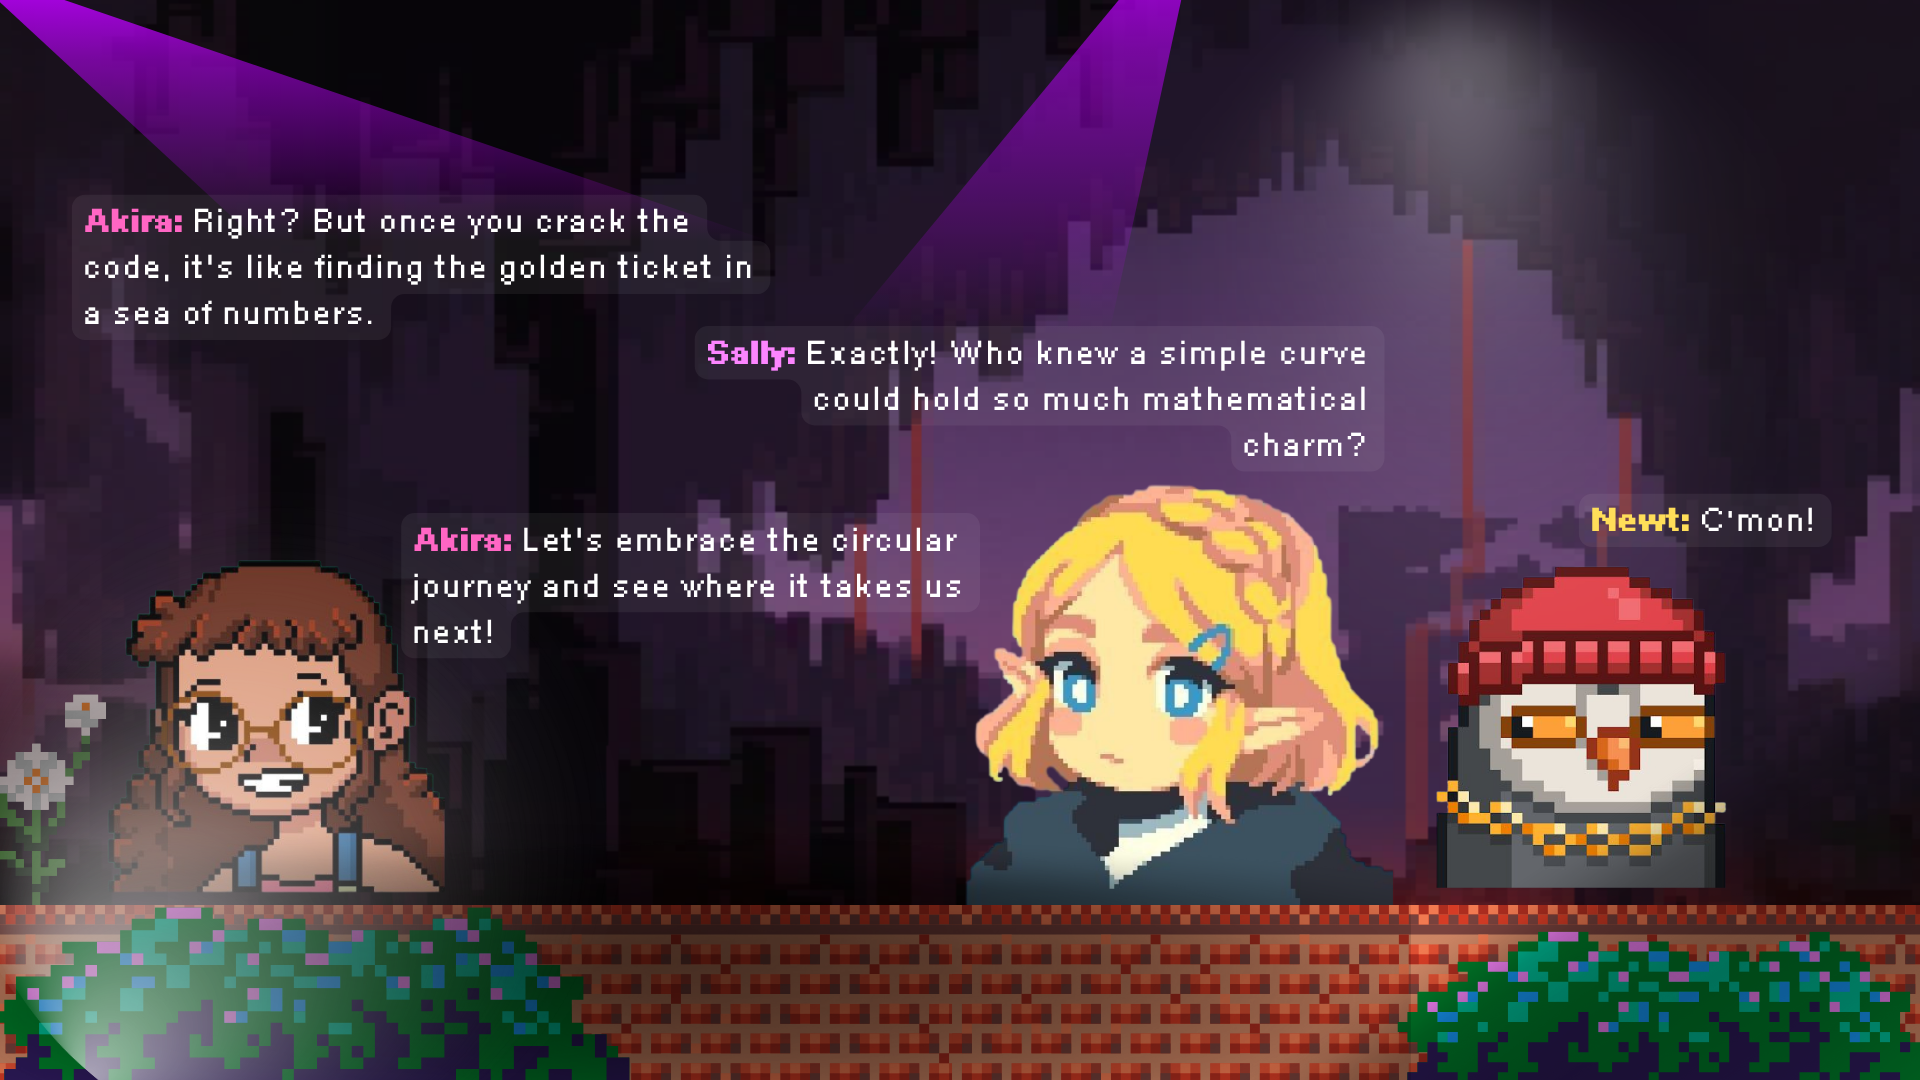 Akira: Right? But once you crack the
code, it's like finding the golden ticket in
a sea of numbers.
Sally: Exactly! Who knew a simple curve
could hold so much mathematical
charm?
Akira: Let's embrace the circular
journey and see where it takes us
next!
Newt: C'mon!